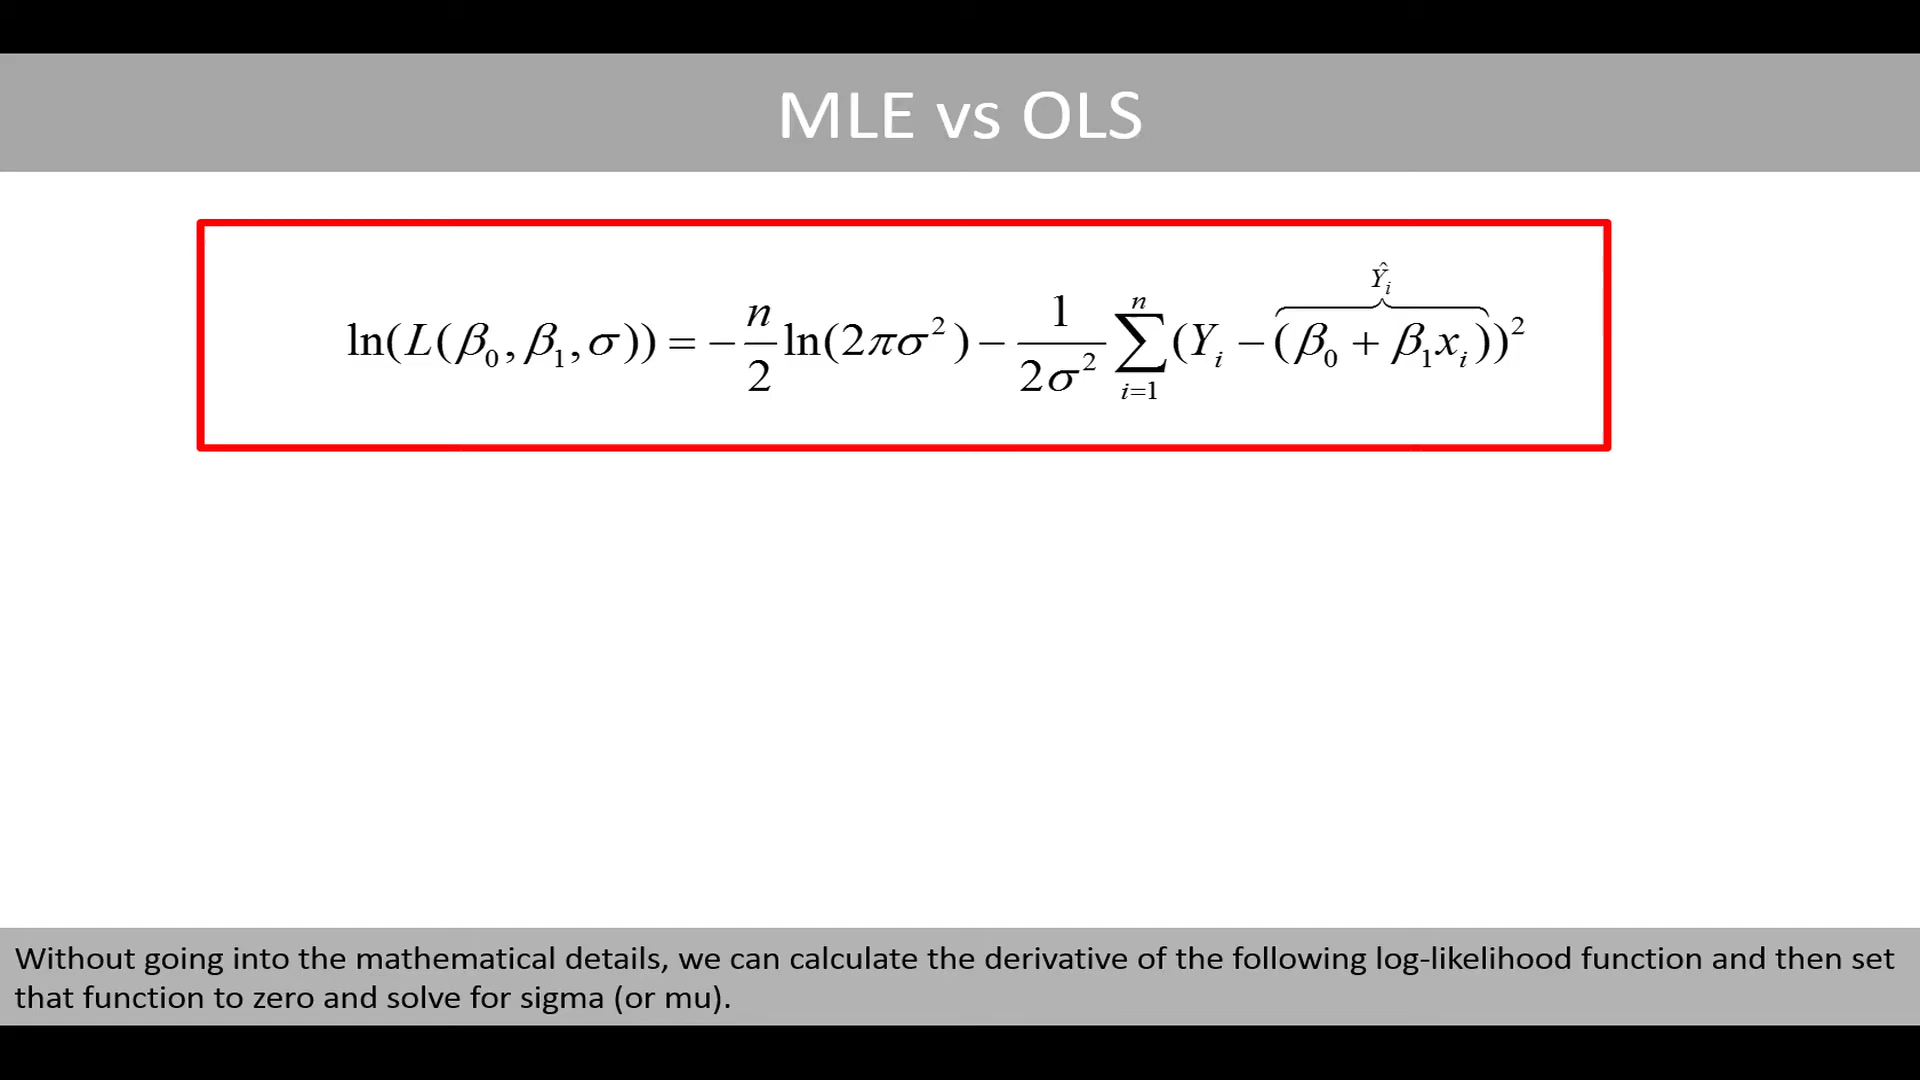 MLE vs OLS
ln(L(β₀, β₁, σ)) = −n/2 ln(2πσ²) − 1/(2σ²) ∑ᵢ₌₁ⁿ (Yᵢ − (β₀ + β₁xᵢ))²
Ŷᵢ
Without going into the mathematical details, we can calculate the derivative of the following log-likelihood function and then set
that function to zero and solve for sigma (or mu).